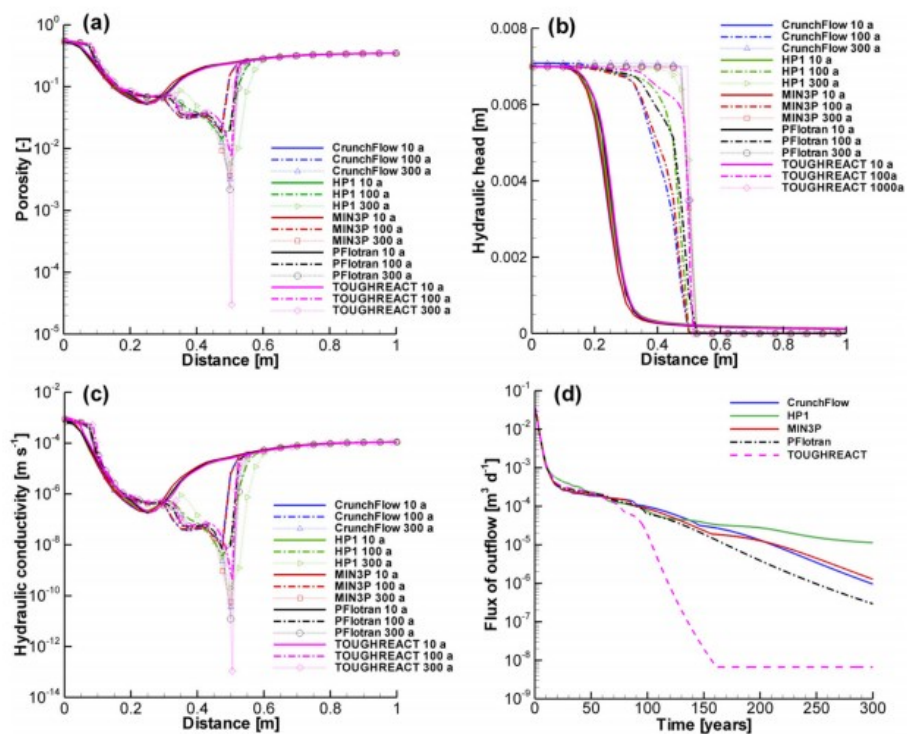 (a)
10^0
10^-1
10^-2
10^-3
10^-4
10^-5
Porosity [-]
CrunchFlow 10 a
CrunchFlow 100 a
CrunchFlow 300 a
HP1 10 a
HP1 100 a
HP1 300 a
MIN3P 10 a
MIN3P 100 a
MIN3P 300 a
PFlotran 10 a
PFlotran 100 a
PFlotran 300 a
TOUGHREACT 10 a
TOUGHREACT 100 a
TOUGHREACT 300 a
0 0.2 0.4 0.6 0.8 1
Distance [m]
(b)
0.008
0.006
0.004
0.002
0
Hydraulic head [m]
CrunchFlow 10 a
CrunchFlow 100 a
CrunchFlow 300 a
HP1 10 a
HP1 100 a
HP1 300 a
MIN3P 10 a
MIN3P 100 a
MIN3P 300 a
PFlotran 10 a
PFlotran 100 a
PFlotran 300 a
TOUGHREACT 10 a
TOUGHREACT 100a
TOUGHREACT 1000a
0 0.2 0.4 0.6 0.8 1
Distance [m]
(c)
10^-2
10^-4
10^-6
10^-8
10^-10
10^-12
10^-14
Hydraulic conductivity [m s^-1]
CrunchFlow 10 a
CrunchFlow 100 a
CrunchFlow 300 a
HP1 10 a
HP1 100 a
HP1 300 a
MIN3P 10 a
MIN3P 100 a
MIN3P 300 a
PFlotran 10 a
PFlotran 100 a
PFlotran 300 a
TOUGHREACT 10 a
TOUGHREACT 100 a
TOUGHREACT 300 a
0 0.2 0.4 0.6 0.8 1
Distance [m]
(d)
10^-1
10^-2
10^-3
10^-4
10^-5
10^-6
10^-7
10^-8
10^-9
Flux of outflow [m^3 d^-1]
CrunchFlow
HP1
MIN3P
PFlotran
TOUGHREACT
0 50 100 150 200 250 300
Time [years]